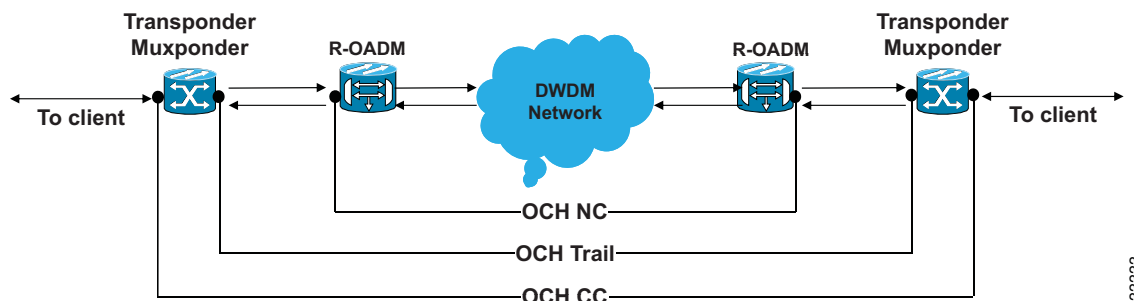 Transponder
Muxponder
R-OADM
DWDM
Network
R-OADM
Transponder
Muxponder
To client
To client
OCH NC
OCH Trail
OCH CC